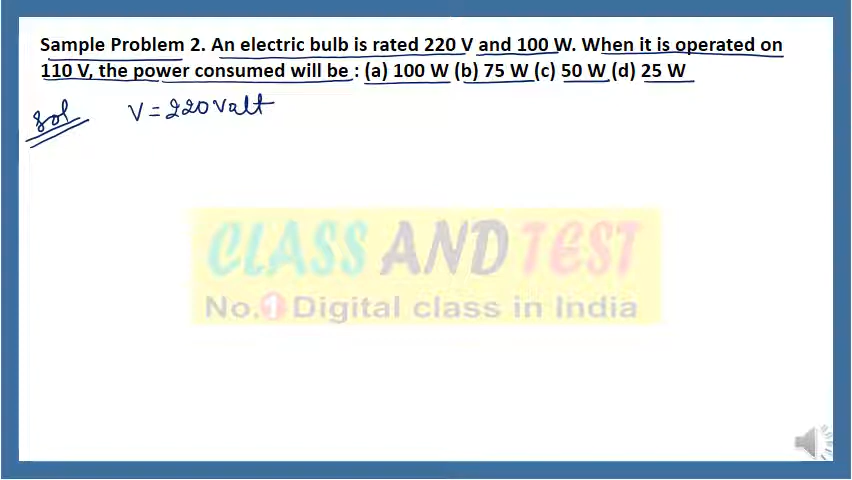 Sample Problem 2. An electric bulb is rated 220 V and 100 W. When it is operated on
110 V, the power consumed will be : (a) 100 W (b) 75 W (c) 50 W (d) 25 W
Sol
V = 220 Valt
CLASS AND TEST
No.1 Digital class in India